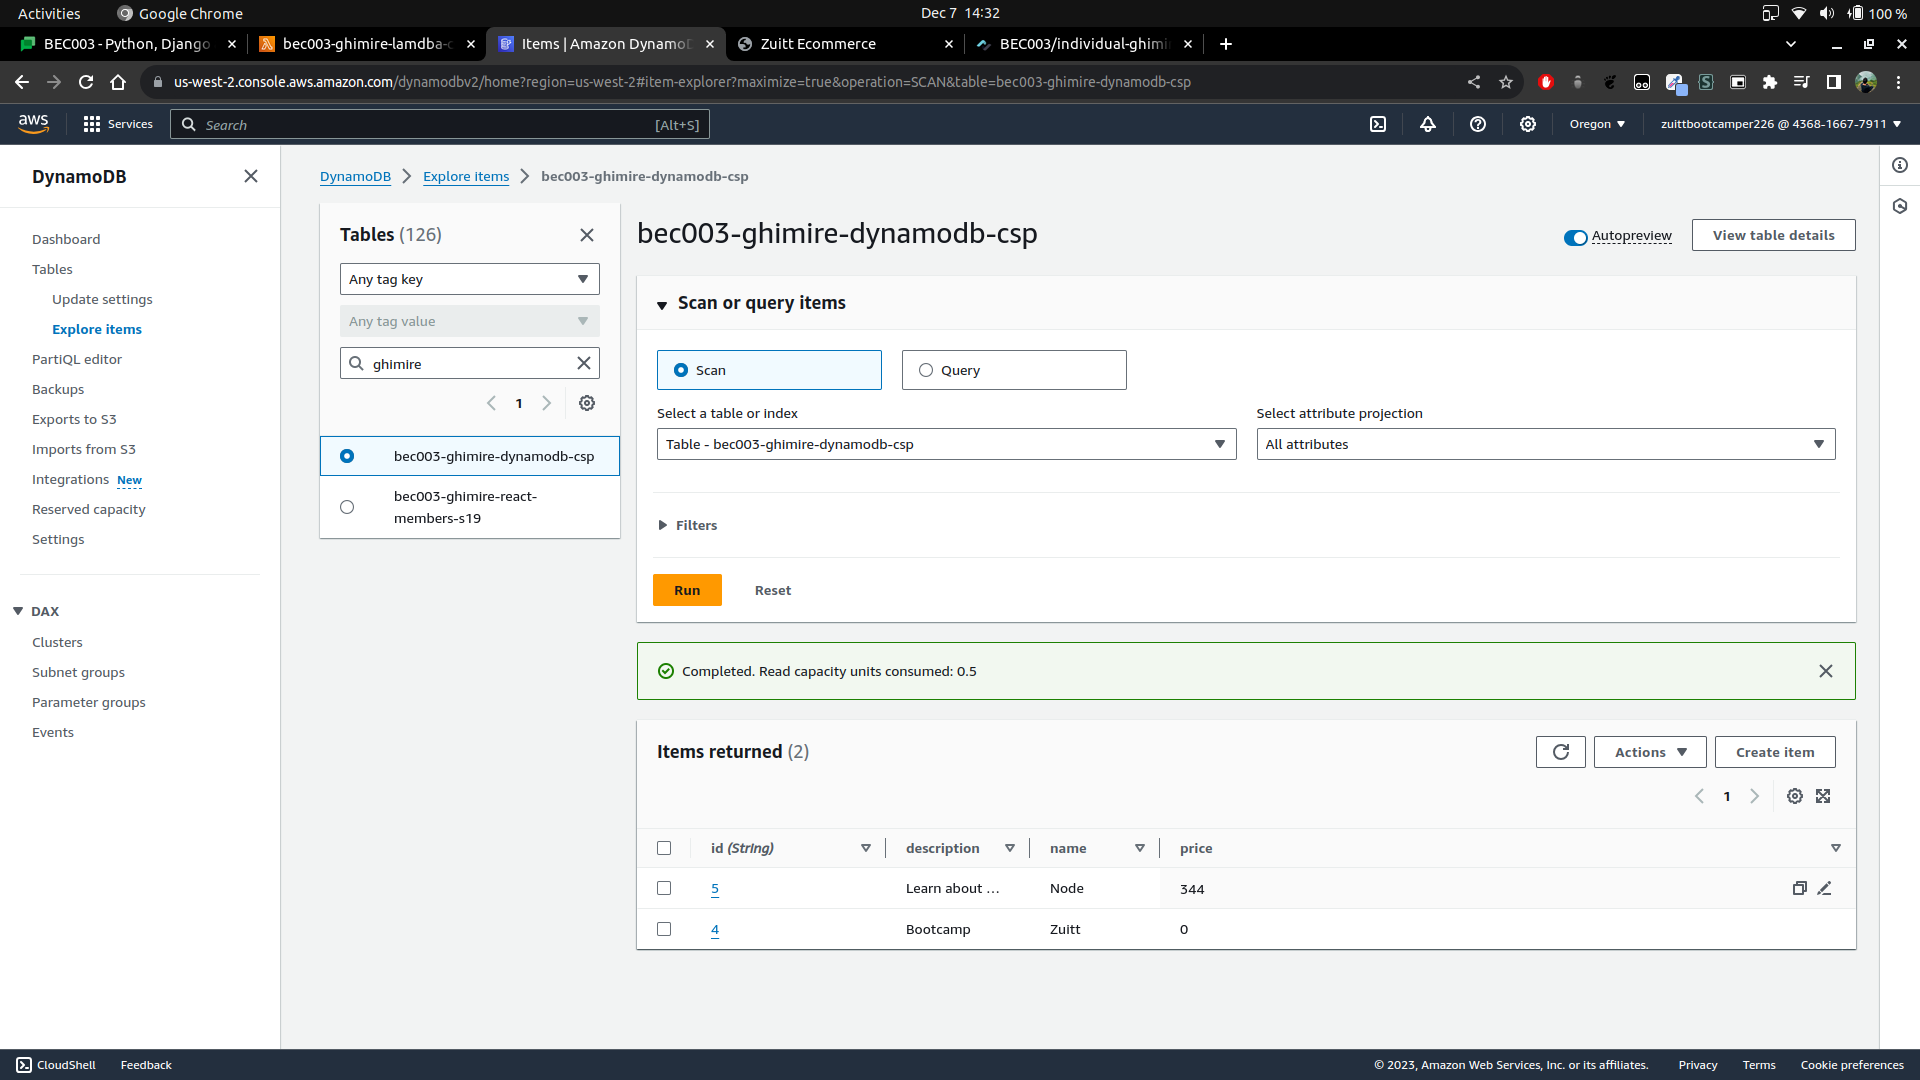 Activities
Google Chrome
Dec 7 14:32
100 %
BEC003 - Python, Django
bec003-ghimire-lamdba-c
Items | Amazon DynamoD
Zuitt Ecommerce
BEC003/individual-ghimi
us-west-2.console.aws.amazon.com/dynamodbv2/home?region=us-west-2#item-explorer?maximize=true&operation=SCAN&table=bec003-ghimire-dynamodb-csp
aws
Services
Search
[Alt+S]
Oregon
zuittbootcamper226 @ 4368-1667-7911
DynamoDB
Dashboard
Tables
Update settings
Explore items
PartiQL editor
Backups
Exports to S3
Imports from S3
Integrations New
Reserved capacity
Settings
DAX
Clusters
Subnet groups
Parameter groups
Events
DynamoDB
Explore items
bec003-ghimire-dynamodb-csp
Tables (126)
Any tag key
Any tag value
ghimire
1
bec003-ghimire-dynamodb-csp
bec003-ghimire-react-
members-s19
bec003-ghimire-dynamodb-csp
Autopreview
View table details
Scan or query items
Scan
Query
Select a table or index
Select attribute projection
Table - bec003-ghimire-dynamodb-csp
All attributes
Filters
Run
Reset
Completed. Read capacity units consumed: 0.5
Items returned (2)
Actions
Create item
1
id (String)
description
name
price
5
Learn about ...
Node
344
4
Bootcamp
Zuitt
0
CloudShell
Feedback
© 2023, Amazon Web Services, Inc. or its affiliates.
Privacy
Terms
Cookie preferences